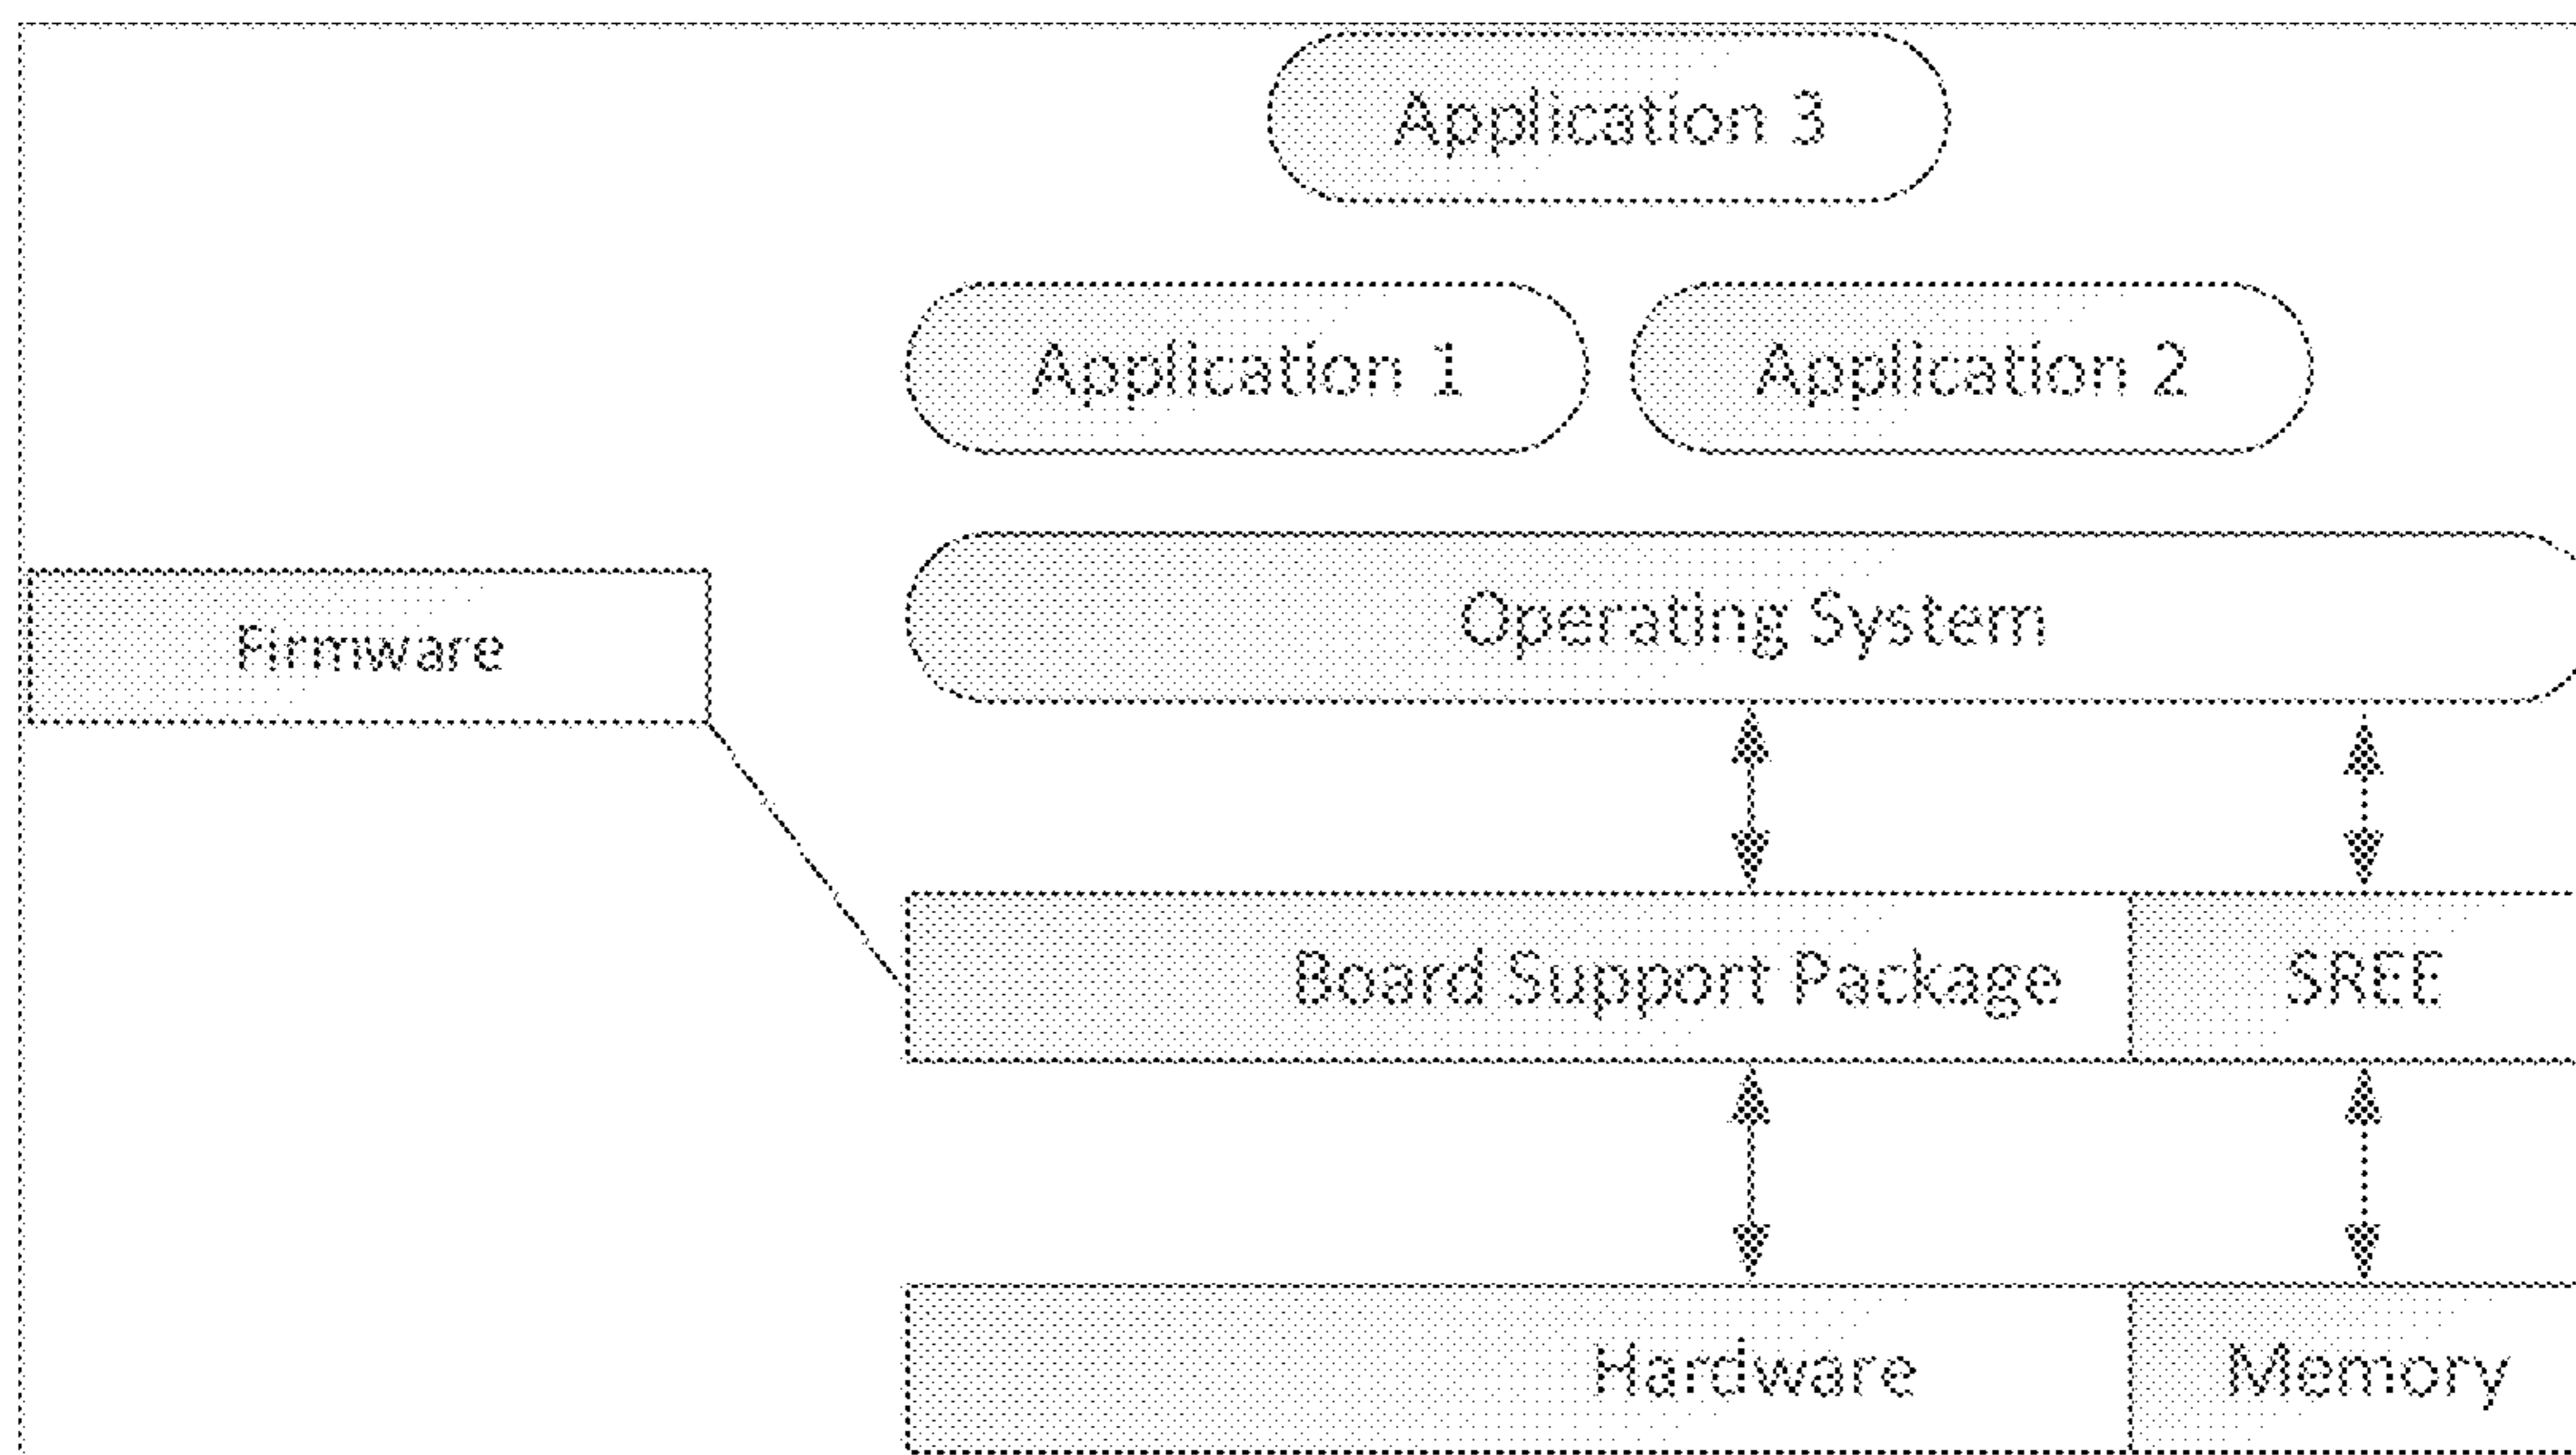 Application 3
Application 1
Application 2
Operating System
Firmware
Board Support Package
SREE
Hardware
Memory